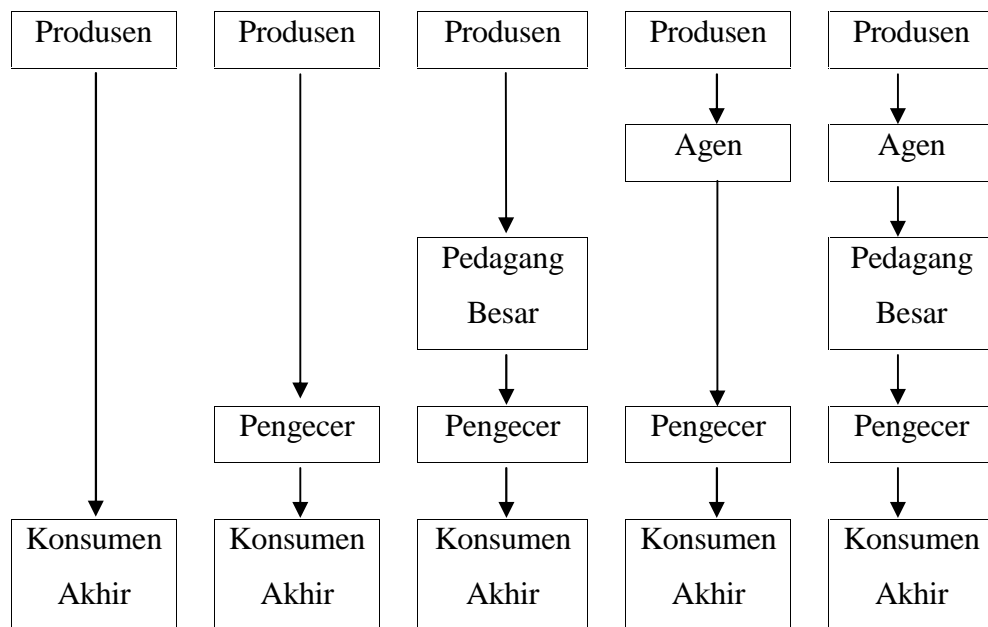 Produsen Produsen Produsen Produsen Produsen
Agen Agen
Pedagang Pedagang
Besar Besar
Pengecer Pengecer Pengecer Pengecer
Konsumen Konsumen Konsumen Konsumen Konsumen
Akhir Akhir Akhir Akhir Akhir